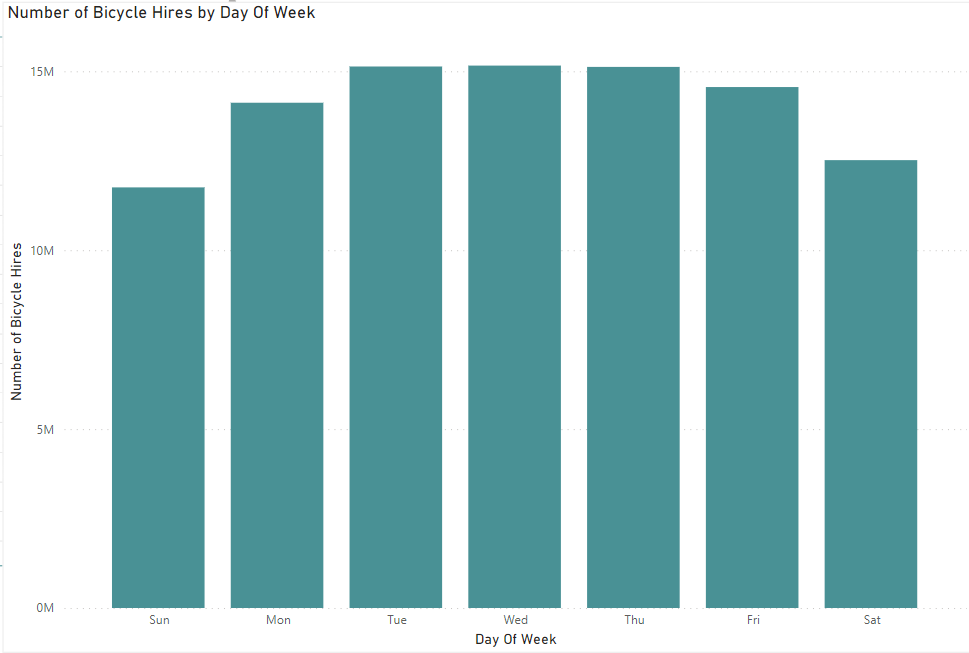 Number of Bicycle Hires by Day Of Week
15M
10M
5M
0M
Number of Bicycle Hires
Sun Mon Tue Wed Thu Fri Sat
Day Of Week